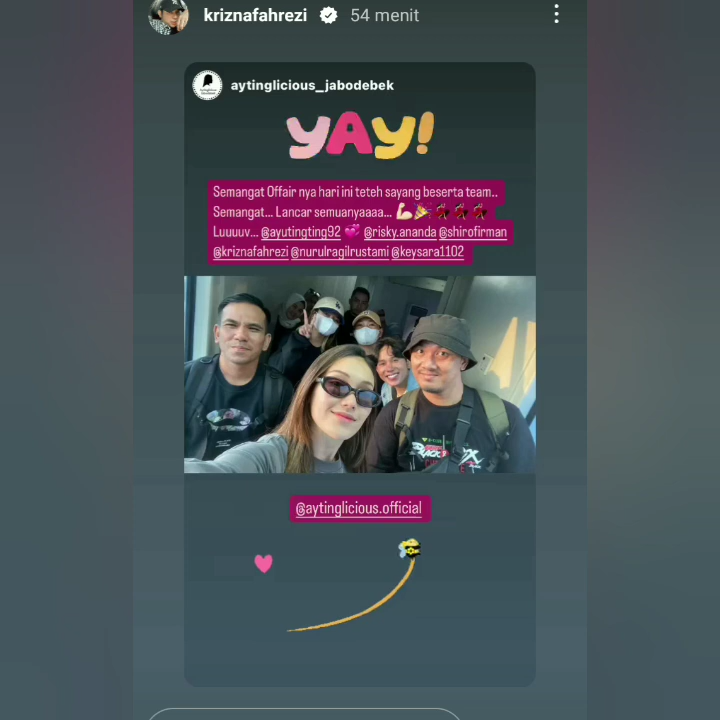 kriznafahrezi 54 menit
aytinglicious_jabodebek
YAY!
Semangat Offair nya hari ini teteh sayang beserta team..
Semangat... Lancar semuanyaaaa... 💪🎉💃💃💃
Luuuuv... @ayutingting92 💞 @risky.ananda @shirofirman
@kriznafahrezi @nurulragilrustami @keysara1102
@aytinglicious.official